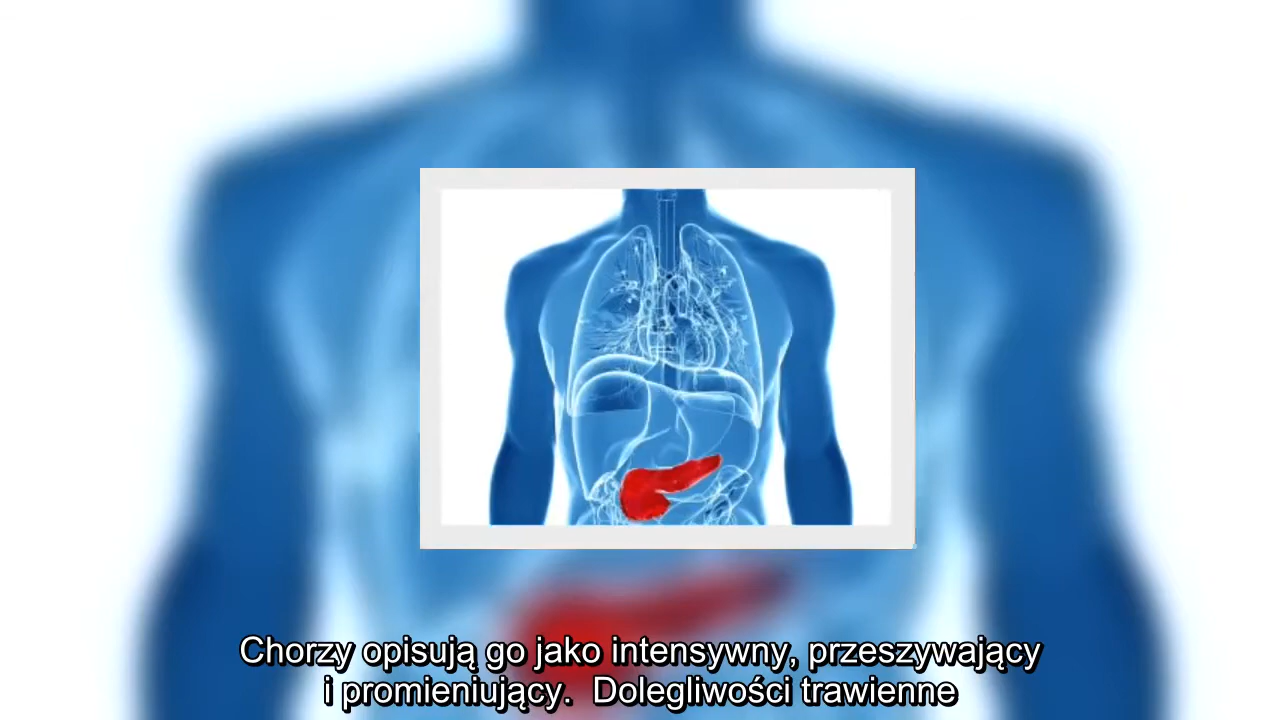 Chorzy opisują go jako intensywny, przeszywający
i promieniujący.  Dolegliwości trawienne